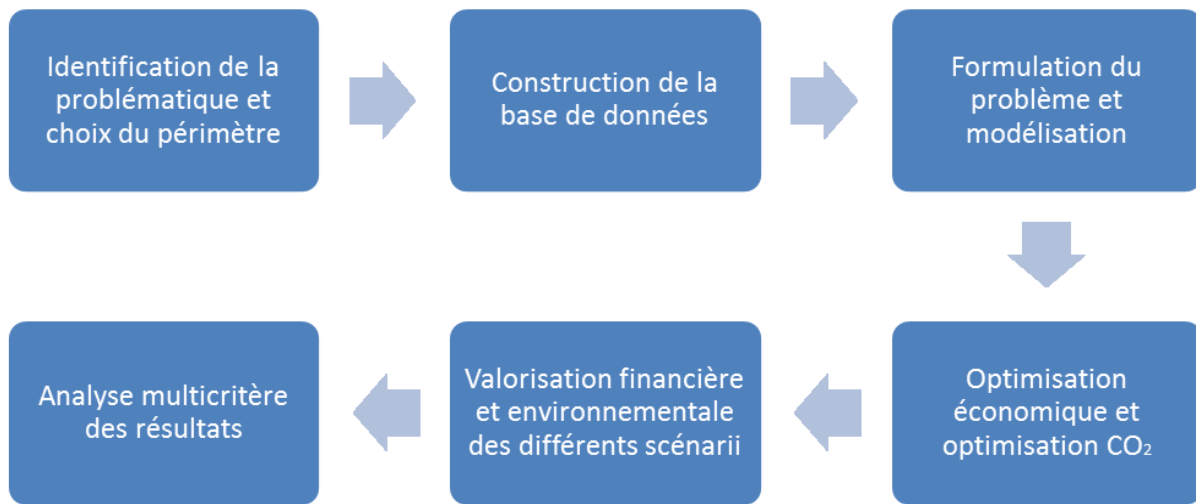 Identification de la
problématique et
choix du périmètre
Construction de la
base de données
Formulation du
problème et
modélisation
Optimisation
économique et
optimisation CO₂
Valorisation financière
et environnementale
des différents scénarii
Analyse multicritère
des résultats